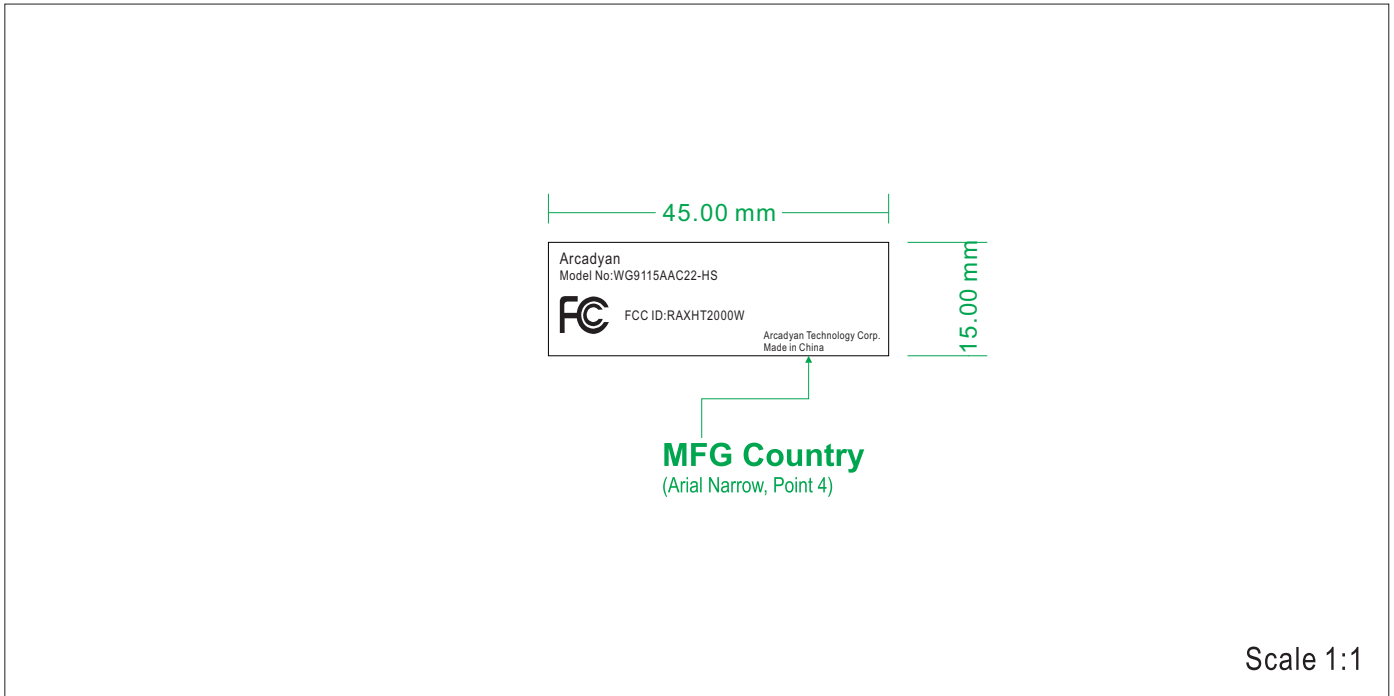 45.00 mm
Arcadyan
Model No:WG9115AAC22-HS
FC
FCC ID:RAXHT2000W
Arcadyan Technology Corp.
Made in China
15.00 mm
MFG Country
(Arial Narrow, Point 4)
Scale 1:1